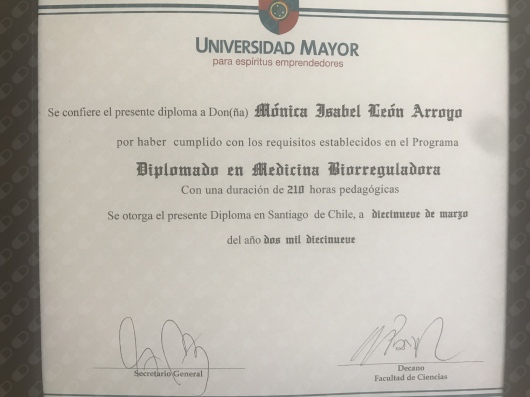 UNIVERSIDAD MAYOR
para espíritus emprendedores
Se confiere el presente diploma a Don(ña) Mónica Isabel León Arroyo
por haber cumplido con los requisitos establecidos en el Programa
Diplomado en Medicina Biorreguladora
Con una duración de 210 horas pedagógicas
Se otorga el presente Diploma en Santiago de Chile, a diecinueve de marzo
del año dos mil diecinueve
Secretario General
Decano
Facultad de Ciencias